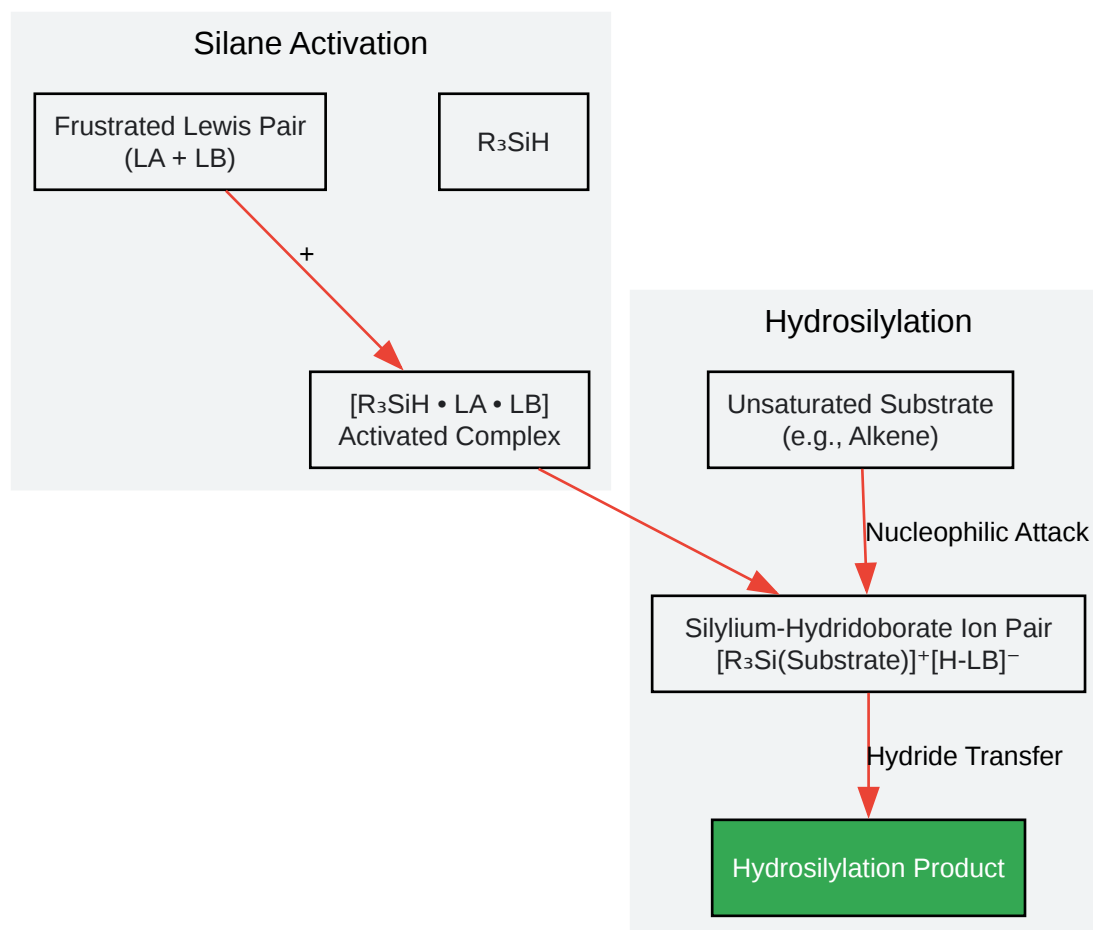 Silane Activation
Frustrated Lewis Pair
(LA + LB)
R₃SiH
+
[R₃SiH • LA • LB]
Activated Complex
Hydrosilylation
Unsaturated Substrate
(e.g., Alkene)
Nucleophilic Attack
Silylium-Hydridoborate Ion Pair
[R₃Si(Substrate)]⁺[H-LB]⁻
Hydride Transfer
Hydrosilylation Product